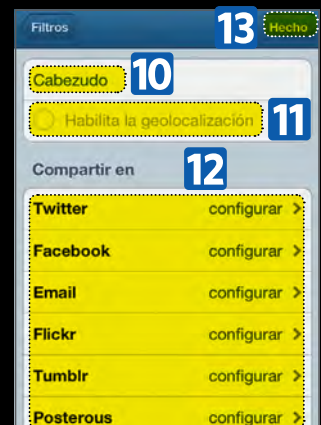 Filtros 13 Hecho
Cabezudo 10
Habilita la geolocalización 11
Compartir en 12
Twitter configurar >
Facebook configurar >
Email configurar >
Flickr configurar >
Tumblr configurar >
Posterous configurar >